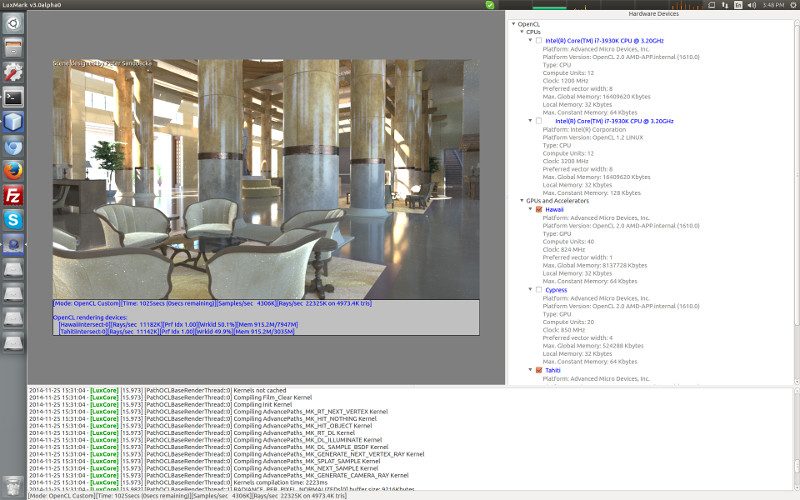 LuxMark v3.0alpha0
En
3:48 PM
Hardware Devices
OpenCL
CPUs
Intel(R) Core(TM) i7-3930K CPU @ 3.20GHz
Platform: Advanced Micro Devices, Inc.
Platform Version: OpenCL 2.0 AMD-APP.internal (1610.0)
Type: CPU
Compute Units: 12
Clock: 1200 MHz
Preferred vector width: 8
Max. Global Memory: 16409620 Kbytes
Local Memory: 32 Kbytes
Max. Constant Memory: 64 Kbytes
Intel(R) Core(TM) i7-3930K CPU @ 3.20GHz
Platform: Intel(R) Corporation
Platform Version: OpenCL 1.2 LINUX
Type: CPU
Compute Units: 12
Clock: 3200 MHz
Preferred vector width: 8
Max. Global Memory: 16409620 Kbytes
Local Memory: 32 Kbytes
Max. Constant Memory: 128 Kbytes
GPUs and Accelerators
Hawaii
Platform: Advanced Micro Devices, Inc.
Platform Version: OpenCL 2.0 AMD-APP.internal (1610.0)
Type: GPU
Compute Units: 40
Clock: 824 MHz
Preferred vector width: 1
Max. Global Memory: 8137728 Kbytes
Local Memory: 32 Kbytes
Max. Constant Memory: 64 Kbytes
Cypress
Platform: Advanced Micro Devices, Inc.
Platform Version: OpenCL 2.0 AMD-APP.internal (1610.0)
Type: GPU
Compute Units: 20
Clock: 850 MHz
Preferred vector width: 4
Max. Global Memory: 524288 Kbytes
Local Memory: 32 Kbytes
Max. Constant Memory: 64 Kbytes
Tahiti
Platform: Advanced Micro Devices, Inc.
Scene designed by Peter Sandbacka
[Mode: OpenCL Custom][Time: 1025secs (0secs remaining)][Samples/sec 4306K][Rays/sec 22325K on 4973.4K tris]
OpenCL rendering devices:
[HawaiiIntersect:0][Rays/sec 11182K][Prf Idx 1.00][Wrkld 50.1%][Mem 915.2M/7947M]
[TahitiIntersect:0][Rays/sec 11142K][Prf Idx 1.00][Wrkld 49.9%][Mem 915.2M/3035M]
2014-11-25 15:31:04 - [LuxCore] [15.973] [PathOCLBaseRenderThread::0] Kernels not cached
2014-11-25 15:31:04 - [LuxCore] [15.973] [PathOCLBaseRenderThread::0] Compiling Film_Clear Kernel
2014-11-25 15:31:04 - [LuxCore] [15.973] [PathOCLBaseRenderThread::0] Compiling Init Kernel
2014-11-25 15:31:04 - [LuxCore] [15.973] [PathOCLBaseRenderThread::0] Compiling AdvancePaths_MK_RT_NEXT_VERTEX Kernel
2014-11-25 15:31:04 - [LuxCore] [15.973] [PathOCLBaseRenderThread::0] Compiling AdvancePaths_MK_HIT_NOTHING Kernel
2014-11-25 15:31:04 - [LuxCore] [15.973] [PathOCLBaseRenderThread::0] Compiling AdvancePaths_MK_HIT_OBJECT Kernel
2014-11-25 15:31:04 - [LuxCore] [15.973] [PathOCLBaseRenderThread::0] Compiling AdvancePaths_MK_RT_DL Kernel
2014-11-25 15:31:04 - [LuxCore] [15.973] [PathOCLBaseRenderThread::0] Compiling AdvancePaths_MK_DL_ILLUMINATE Kernel
2014-11-25 15:31:04 - [LuxCore] [15.973] [PathOCLBaseRenderThread::0] Compiling AdvancePaths_MK_DL_SAMPLE_BSDF Kernel
2014-11-25 15:31:04 - [LuxCore] [15.973] [PathOCLBaseRenderThread::0] Compiling AdvancePaths_MK_GENERATE_NEXT_VERTEX_RAY Kernel
2014-11-25 15:31:04 - [LuxCore] [15.973] [PathOCLBaseRenderThread::0] Compiling AdvancePaths_MK_SPLAT_SAMPLE Kernel
2014-11-25 15:31:04 - [LuxCore] [15.973] [PathOCLBaseRenderThread::0] Compiling AdvancePaths_MK_NEXT_SAMPLE Kernel
2014-11-25 15:31:04 - [LuxCore] [15.973] [PathOCLBaseRenderThread::0] Compiling AdvancePaths_MK_GENERATE_CAMERA_RAY Kernel
2014-11-25 15:31:04 - [LuxCore] [15.973] [PathOCLBaseRenderThread::0] Kernels compilation time: 2223ms
2014-11-25 15:31:04 - [LuxCore] [15.982] [PathOCLBaseRenderThread::0] RADIANCE_PER_PIXEL_NORMALIZEDs[0] buffer size: 9216Kbytes
[Mode: OpenCL Custom][Time: 1025secs (0secs remaining)][Samples/sec 4306K][Rays/sec 22325K on 4973.4K tris]